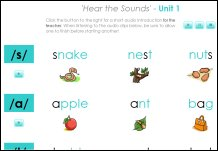 'Hear the Sounds' - Unit 1
Click the button to the right for a short audio introduction for the
teacher. When listening to the audio clips below, be sure to allow
one to finish before starting another!
/s/ snake nest nuts
/a/ apple ant bag